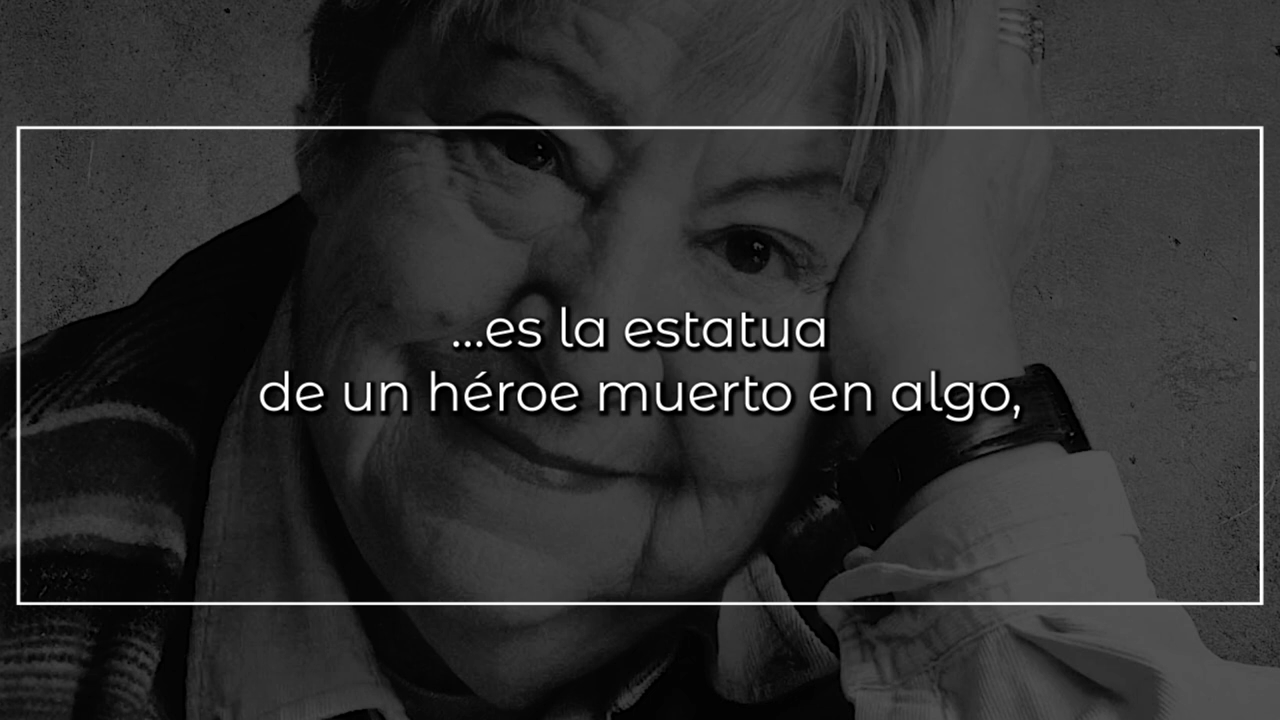 ...es la estatua
de un héroe muerto en algo,